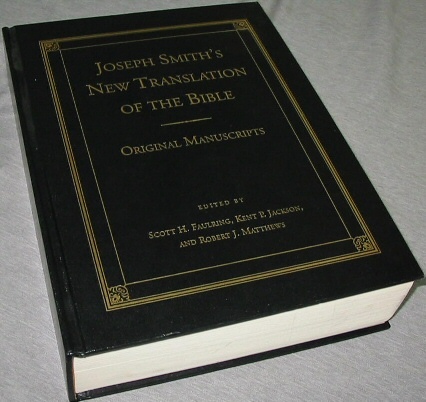 JOSEPH SMITH'S
NEW TRANSLATION
OF THE BIBLE
ORIGINAL MANUSCRIPTS
EDITED BY
SCOTT H. FAULRING, KENT P. JACKSON,
AND ROBERT J. MATTHEWS